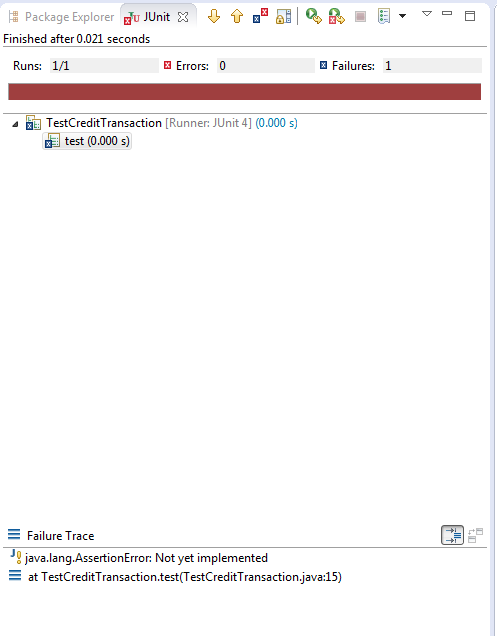 Package Explorer JUnit
Finished after 0.021 seconds
Runs: 1/1 Errors: 0 Failures: 1
TestCreditTransaction [Runner: JUnit 4] (0.000 s)
test (0.000 s)
Failure Trace
java.lang.AssertionError: Not yet implemented
at TestCreditTransaction.test(TestCreditTransaction.java:15)